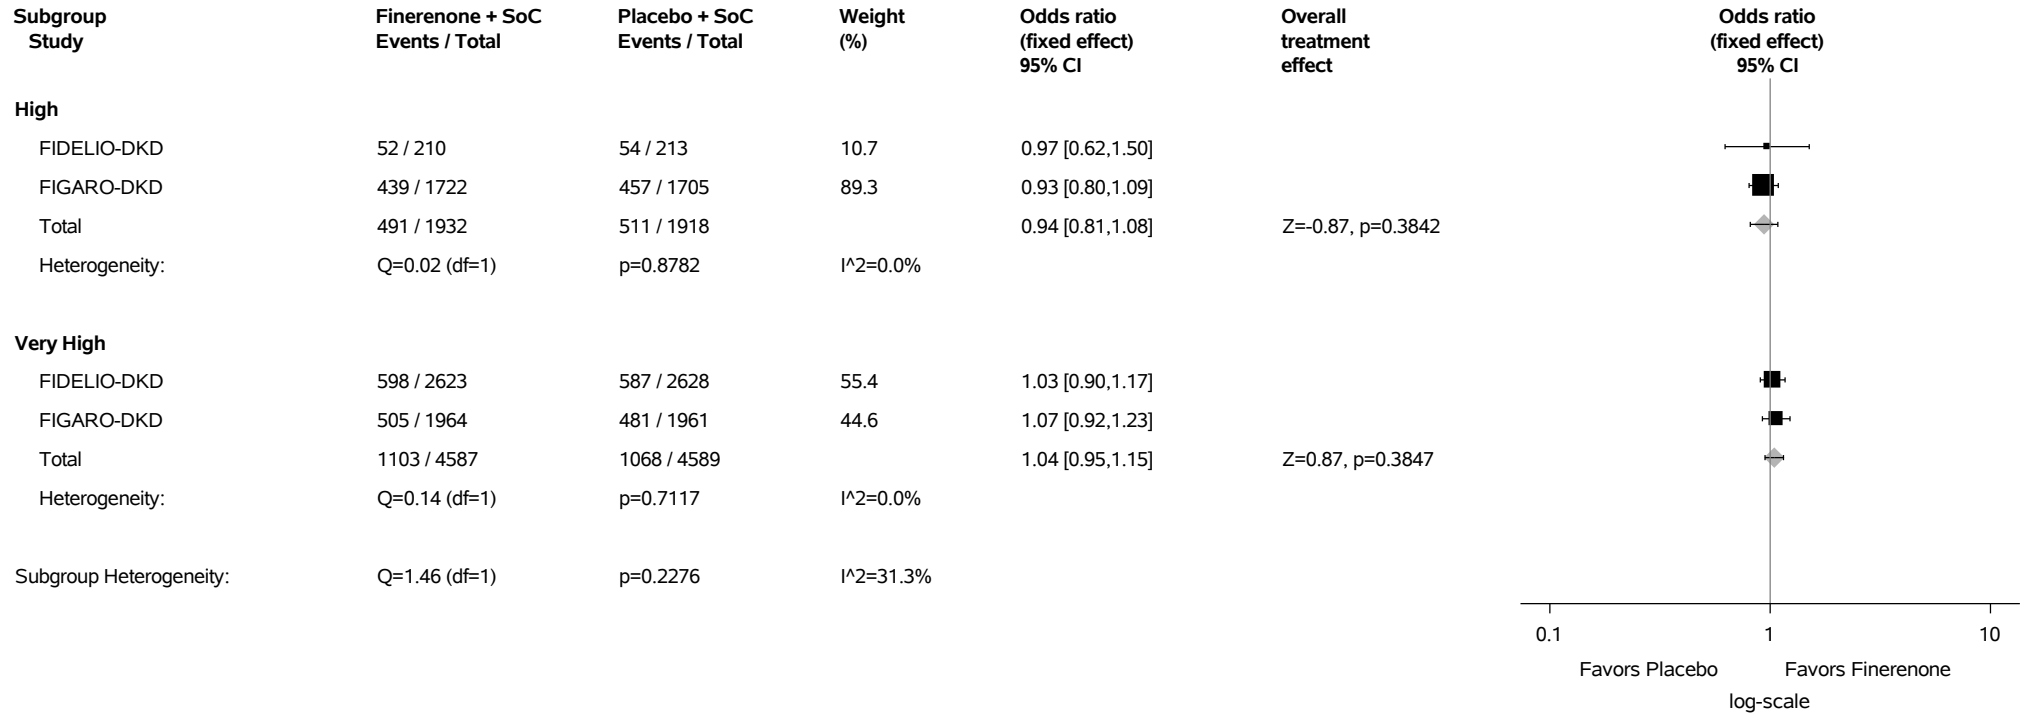 Subgroup Finerenone + SoC Placebo + SoC Weight Odds ratio Overall Odds ratio
Study Events / Total Events / Total (%) (fixed effect) treatment (fixed effect)
95% CI effect 95% CI
High
FIDELIO-DKD 52 / 210 54 / 213 10.7 0.97 [0.62,1.50]
FIGARO-DKD 439 / 1722 457 / 1705 89.3 0.93 [0.80,1.09]
Total 491 / 1932 511 / 1918 0.94 [0.81,1.08] Z=-0.87, p=0.3842
Heterogeneity: Q=0.02 (df=1) p=0.8782 I^2=0.0%
Very High
FIDELIO-DKD 598 / 2623 587 / 2628 55.4 1.03 [0.90,1.17]
FIGARO-DKD 505 / 1964 481 / 1961 44.6 1.07 [0.92,1.23]
Total 1103 / 4587 1068 / 4589 1.04 [0.95,1.15] Z=0.87, p=0.3847
Heterogeneity: Q=0.14 (df=1) p=0.7117 I^2=0.0%
Subgroup Heterogeneity: Q=1.46 (df=1) p=0.2276 I^2=31.3%
0.1 1 10
Favors Placebo Favors Finerenone
log-scale